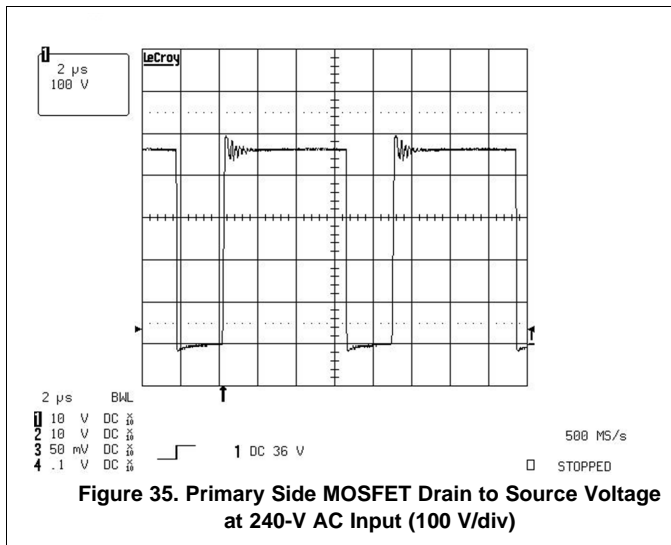 1
2 µs
100 V
LeCroy
2 µs BWL
1 10 V DC x10
2 10 V DC x10
3 50 mV DC x10
4 .1 V DC x10
1 DC 36 V
500 MS/s
STOPPED
Figure 35. Primary Side MOSFET Drain to Source Voltage
at 240-V AC Input (100 V/div)